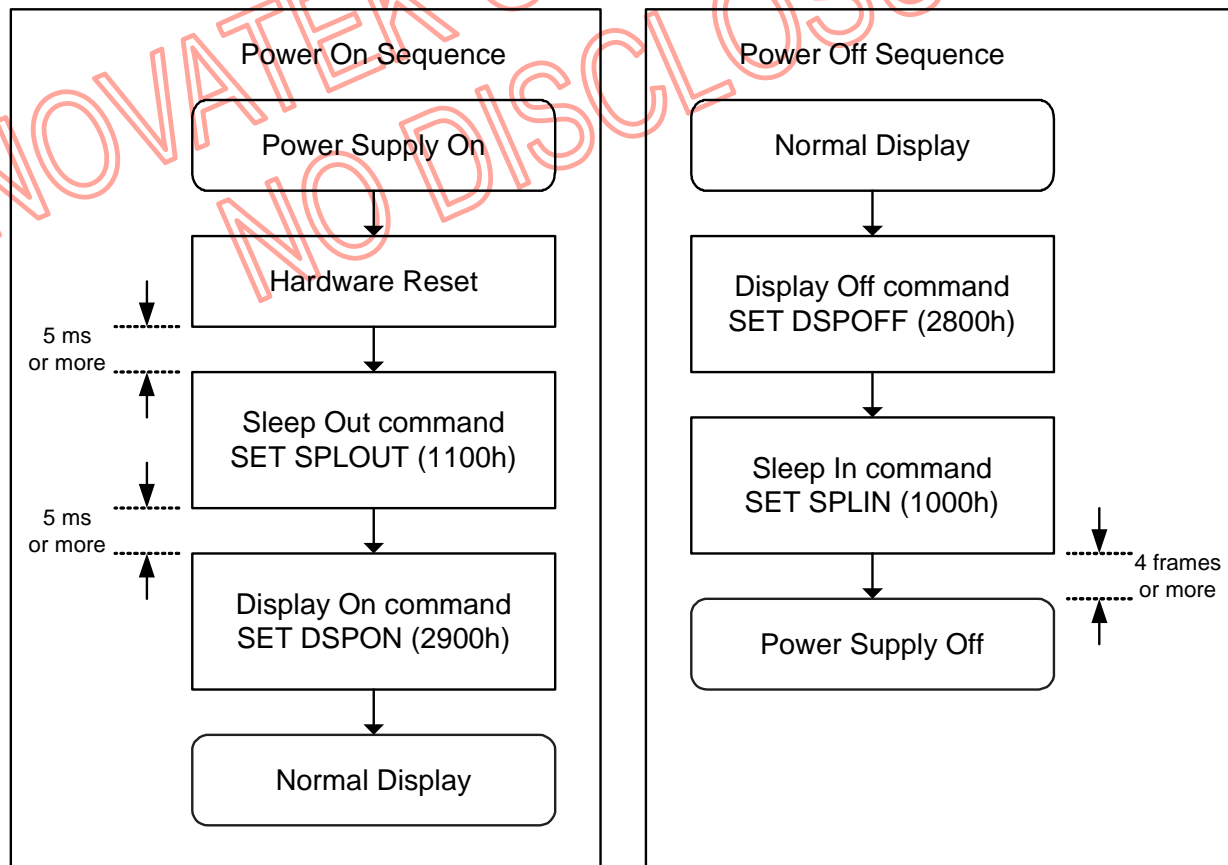 Power On Sequence
Power Supply On
Hardware Reset
5 ms
or more
Sleep Out command
SET SPLOUT (1100h)
5 ms
or more
Display On command
SET DSPON (2900h)
Normal Display
Power Off Sequence
Normal Display
Display Off command
SET DSPOFF (2800h)
Sleep In command
SET SPLIN (1000h)
4 frames
or more
Power Supply Off
NOVATEK
NO DISCLOS